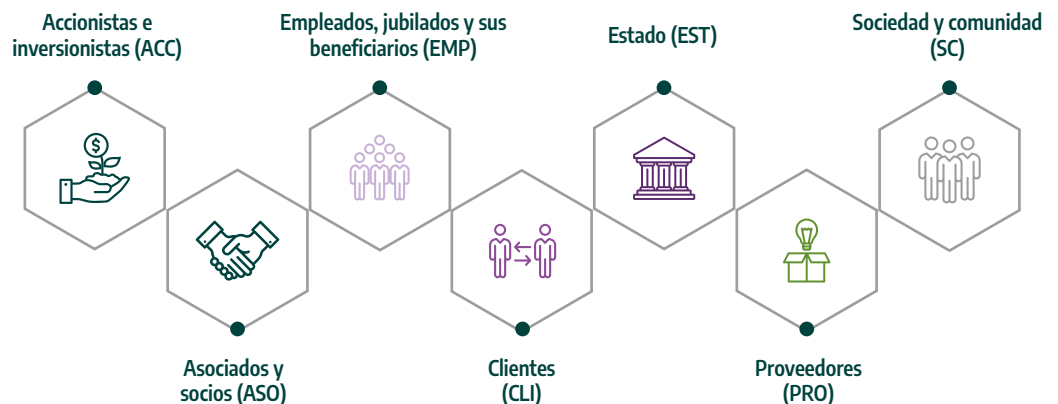 Accionistas e
inversionistas (ACC)
Empleados, jubilados y sus
beneficiarios (EMP)
Estado (EST)
Sociedad y comunidad
(SC)
$
Asociados y
socios (ASO)
Clientes
(CLI)
Proveedores
(PRO)